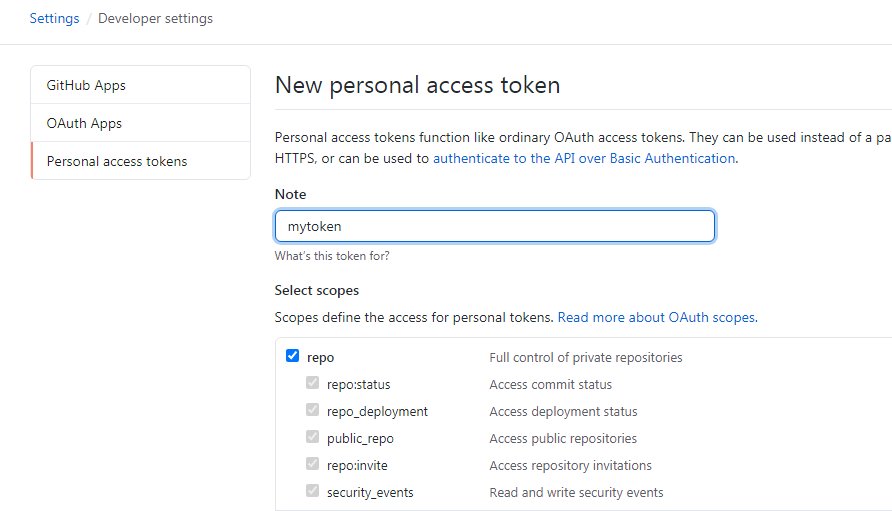 Settings / Developer settings
GitHub Apps
OAuth Apps
Personal access tokens
New personal access token
Personal access tokens function like ordinary OAuth access tokens. They can be used instead of a pa
HTTPS, or can be used to authenticate to the API over Basic Authentication.
Note
mytoken
What's this token for?
Select scopes
Scopes define the access for personal tokens. Read more about OAuth scopes.
repo Full control of private repositories
repo:status Access commit status
repo_deployment Access deployment status
public_repo Access public repositories
repo:invite Access repository invitations
security_events Read and write security events